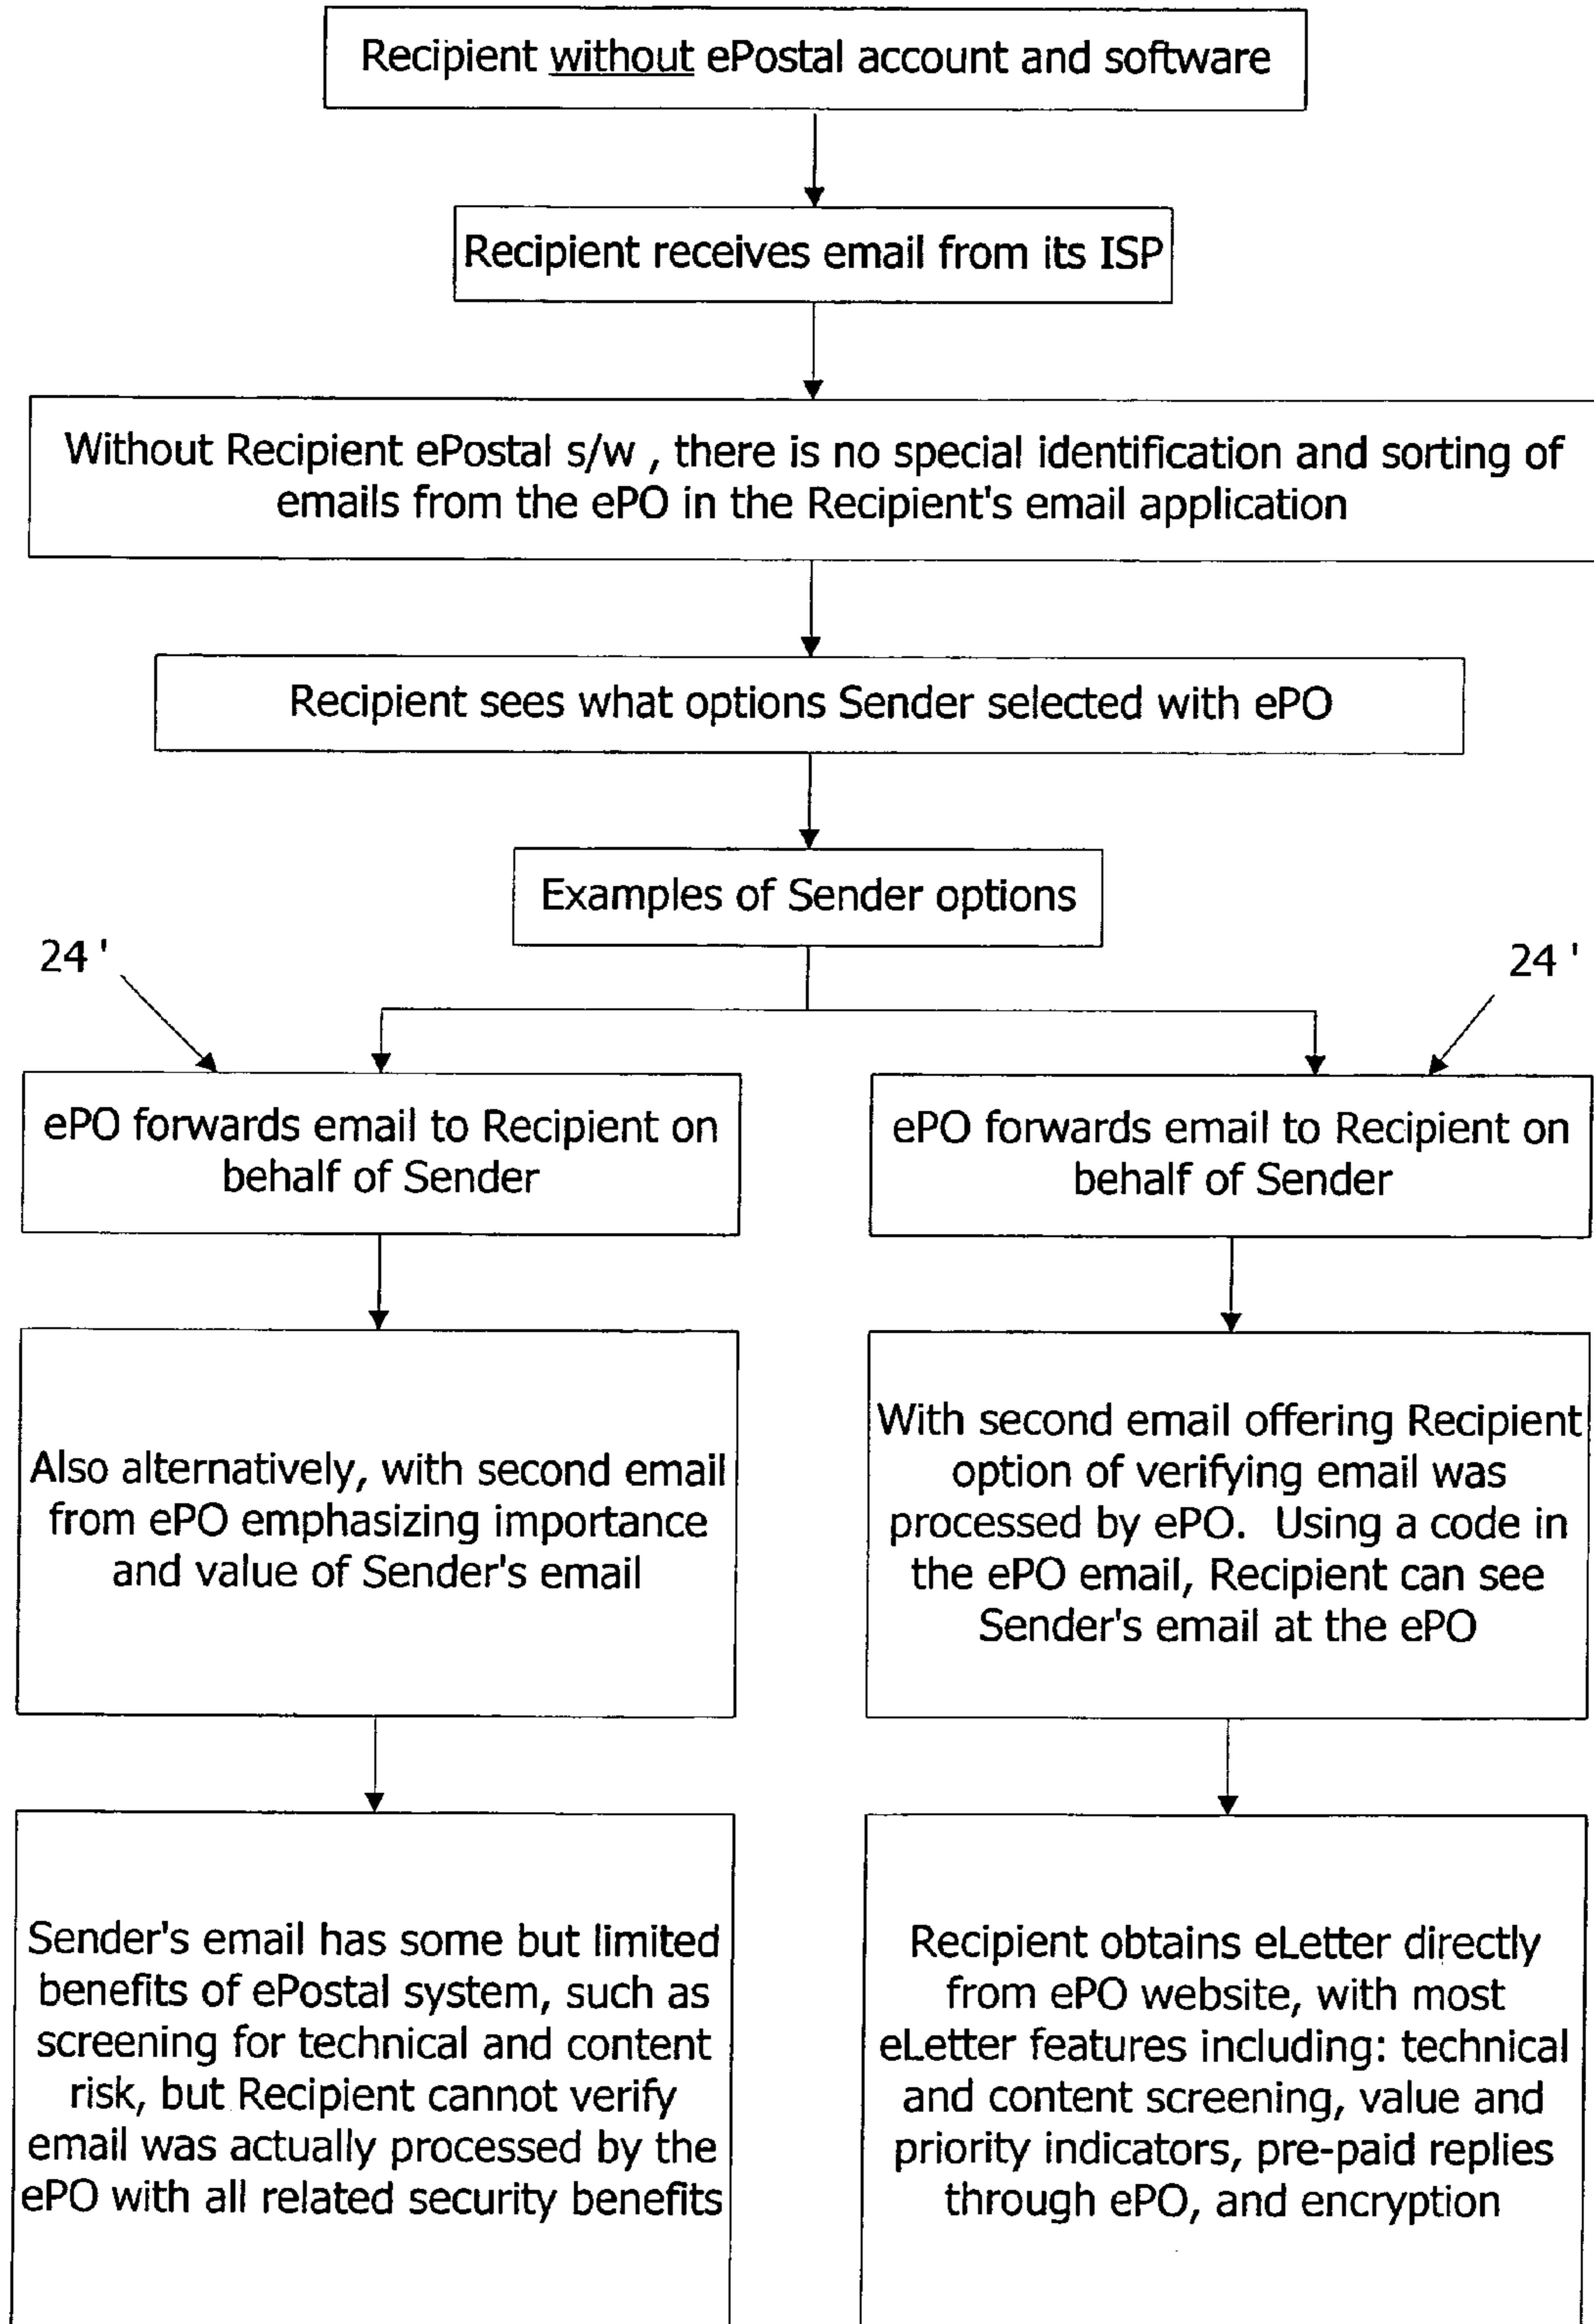 Recipient without ePostal account and software
Recipient receives email from its ISP
Without Recipient ePostal s/w , there is no special identification and sorting of
emails from the ePO in the Recipient's email application
Recipient sees what options Sender selected with ePO
Examples of Sender options
24 '
24 '
ePO forwards email to Recipient on
behalf of Sender
ePO forwards email to Recipient on
behalf of Sender
Also alternatively, with second email
from ePO emphasizing importance
and value of Sender's email
With second email offering Recipient
option of verifying email was
processed by ePO.  Using a code in
the ePO email, Recipient can see
Sender's email at the ePO
Sender's email has some but limited
benefits of ePostal system, such as
screening for technical and content
risk, but Recipient cannot verify
email was actually processed by the
ePO with all related security benefits
Recipient obtains eLetter directly
from ePO website, with most
eLetter features including: technical
and content screening, value and
priority indicators, pre-paid replies
through ePO, and encryption